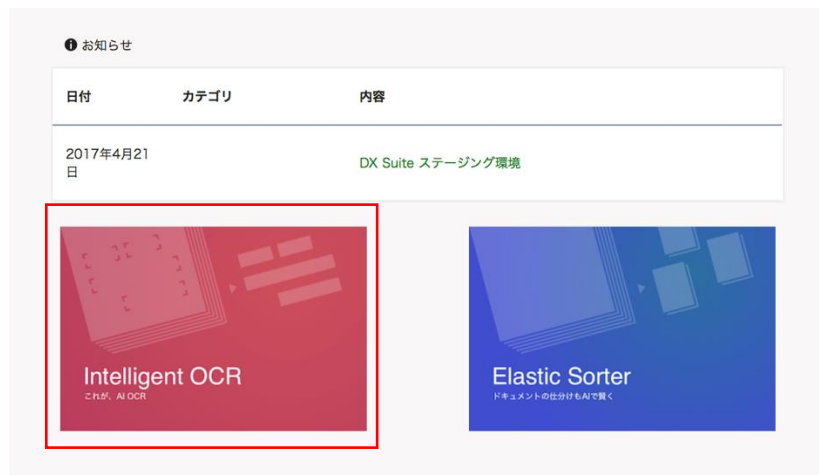 お知らせ
日付 カテゴリ 内容
2017年4月21
日
DX Suite ステージング環境
Intelligent OCR
これが、AI OCR
Elastic Sorter
ドキュメントの仕分けもAIで賢く